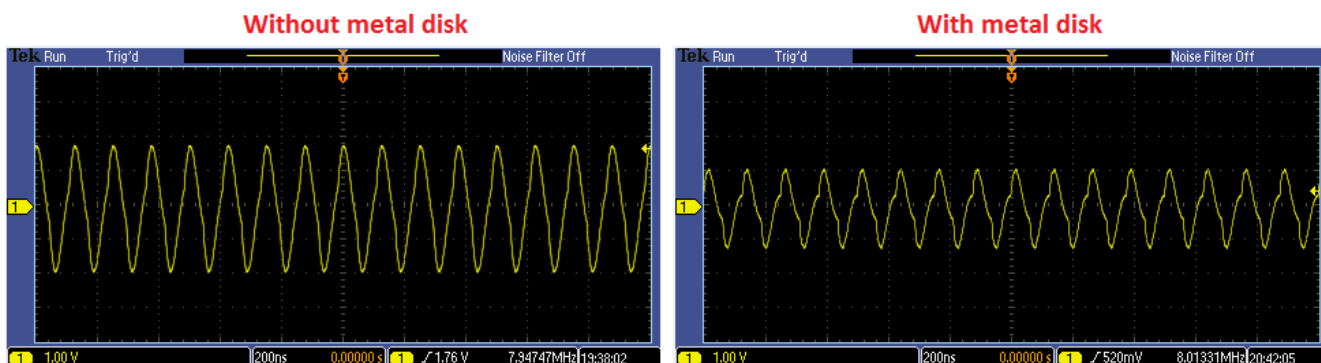 Without metal disk
Tek Run Trig'd Noise Filter Off
1
1 1.00 V 200ns 0.00000 s 1 1.76 V 7.94747MHz 19:38:02
With metal disk
Tek Run Trig'd Noise Filter Off
1
1 1.00 V 200ns 0.00000 s 1 520mV 8.01331MHz 20:42:05